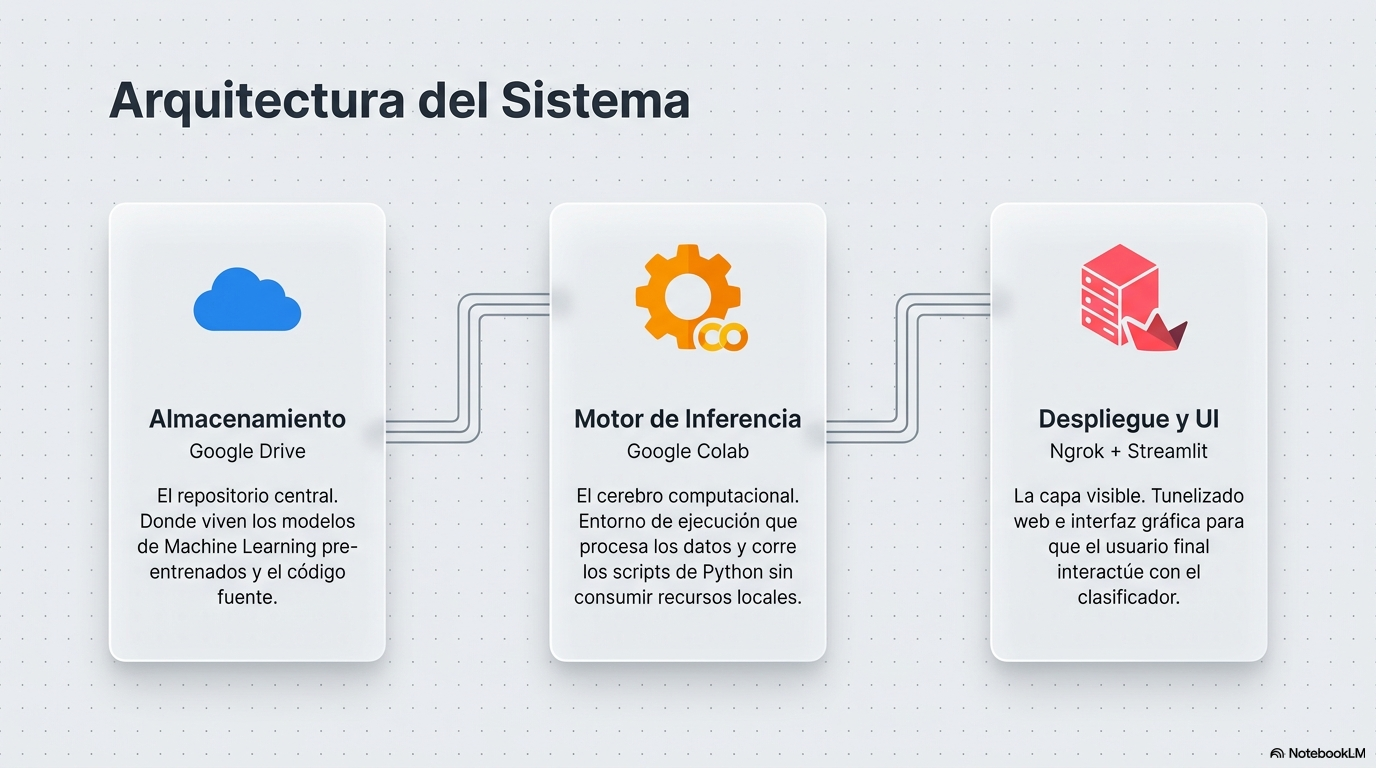 Arquitectura del Sistema
Almacenamiento
Google Drive
El repositorio central.
Donde viven los modelos
de Machine Learning pre-
entrenados y el código
fuente.
Motor de Inferencia
Google Colab
El cerebro computacional.
Entorno de ejecución que
procesa los datos y corre
los scripts de Python sin
consumir recursos locales.
Despliegue y UI
Ngrok + Streamlit
La capa visible. Tunelizado
web e interfaz gráfica para
que el usuario final
interactúe con el
clasificador.
NotebookLM